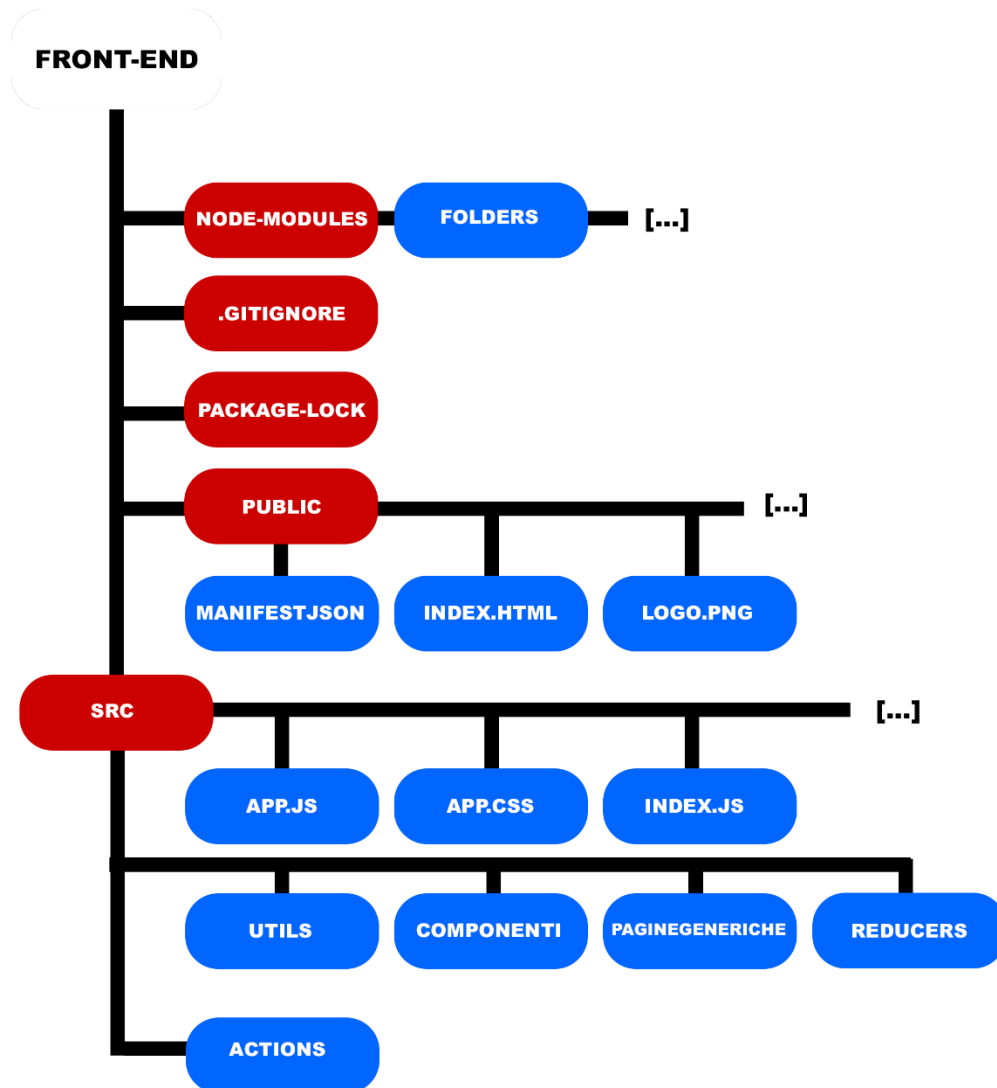 FRONT-END
NODE-MODULES
FOLDERS
[...]
.GITIGNORE
PACKAGE-LOCK
PUBLIC
[...]
MANIFESTJSON
INDEX.HTML
LOGO.PNG
SRC
[...]
APP.JS
APP.CSS
INDEX.JS
UTILS
COMPONENTI
PAGINEGENERICHE
REDUCERS
ACTIONS